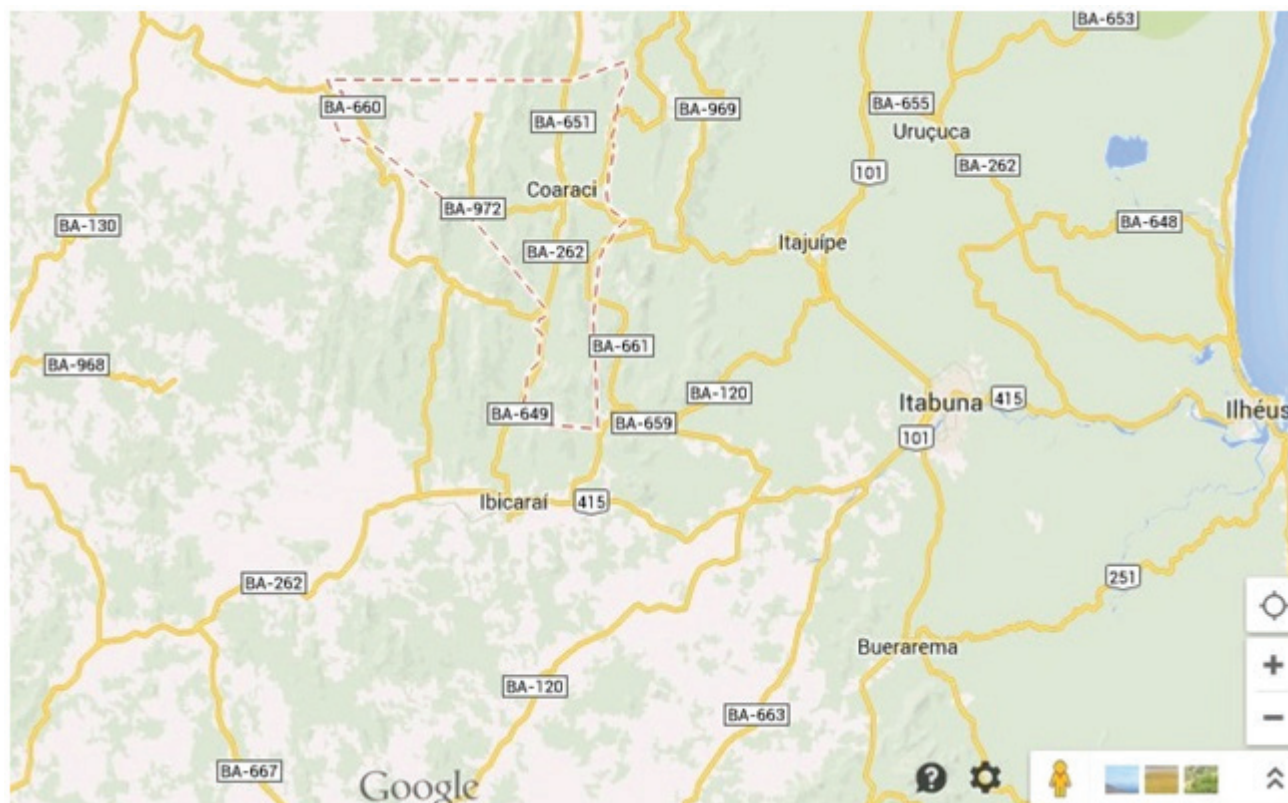 BA-653
BA-660
BA-651
BA-969
BA-655
Uruçuca
101
BA-262
Coaraci
BA-972
BA-130
BA-648
BA-262
Itajuípe
BA-661
BA-968
BA-120
Itabuna
415
Ilhéus
BA-649
BA-659
101
Ibicaraí
415
BA-262
251
Buerarema
BA-120
BA-663
BA-667
Google